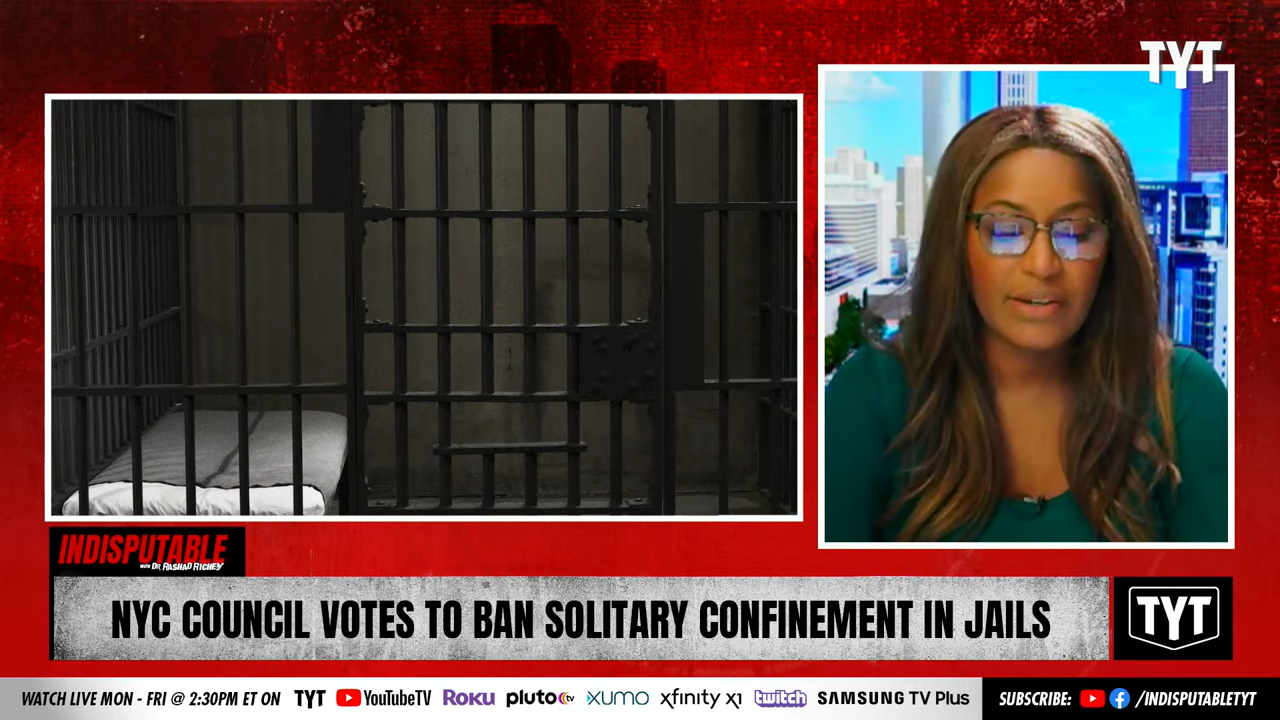 TYT
INDISPUTABLE
WITH DR. RASHAD RICHEY
NYC COUNCIL VOTES TO BAN SOLITARY CONFINEMENT IN JAILS
TYT
WATCH LIVE MON - FRI @ 2:30PM ET ON TYT YouTubeTV ROKU pluto tv xumo xfinity x1 twitch SAMSUNG TV Plus SUBSCRIBE: /INDISPUTABLETYT